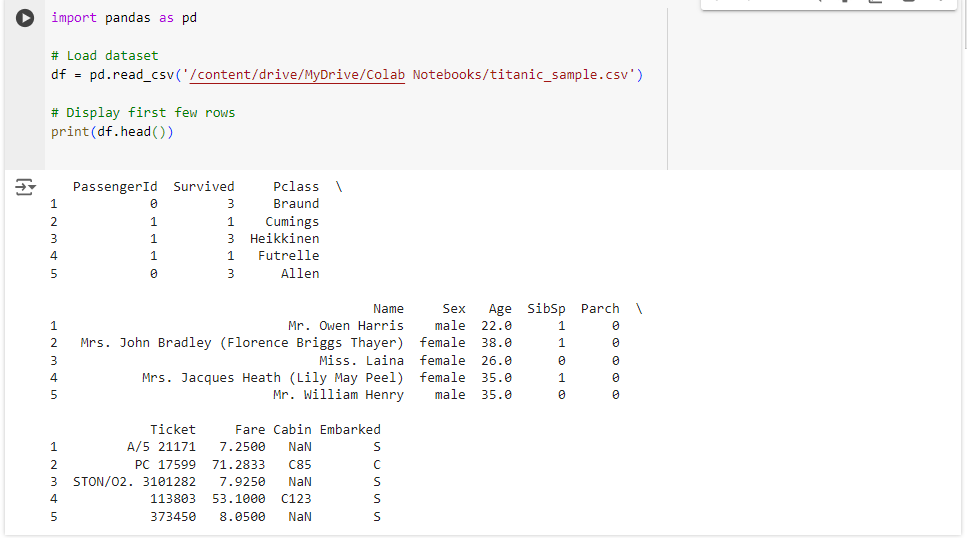 import pandas as pd
# Load dataset
df = pd.read_csv('/content/drive/MyDrive/Colab Notebooks/titanic_sample.csv')
# Display first few rows
print(df.head())
PassengerId  Survived     Pclass  \
1            0         3     Braund
2            1         1    Cumings
3            1         3  Heikkinen
4            1         1   Futrelle
5            0         3      Allen
Name     Sex   Age  SibSp  Parch  \
1                              Mr. Owen Harris    male  22.0      1      0
2   Mrs. John Bradley (Florence Briggs Thayer)  female  38.0      1      0
3                                  Miss. Laina  female  26.0      0      0
4           Mrs. Jacques Heath (Lily May Peel)  female  35.0      1      0
5                            Mr. William Henry    male  35.0      0      0
Ticket     Fare Cabin Embarked
1         A/5 21171   7.2500   NaN        S
2          PC 17599  71.2833   C85        C
3  STON/O2. 3101282   7.9250   NaN        S
4            113803  53.1000  C123        S
5            373450   8.0500   NaN        S